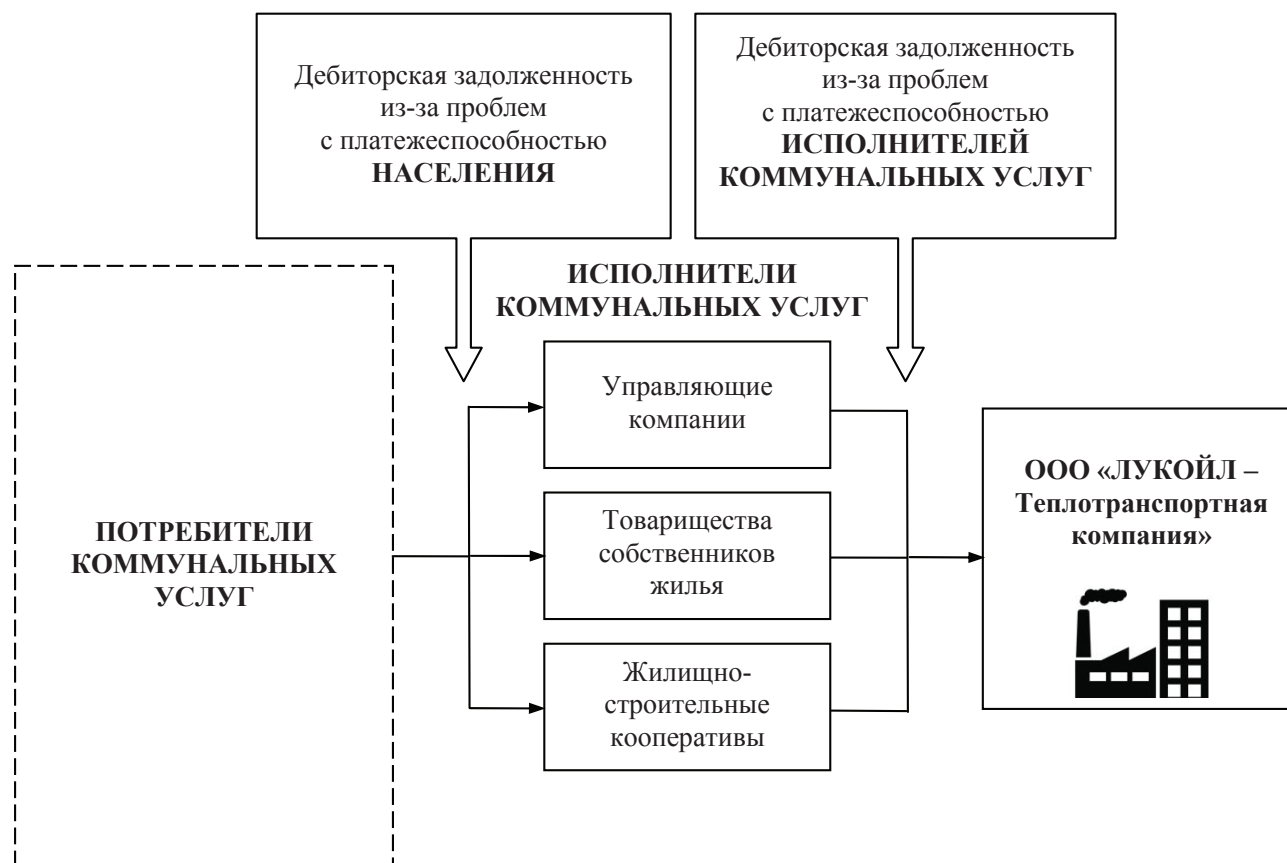 Дебиторская задолженность
из-за проблем
с платежеспособностью
НАСЕЛЕНИЯ
Дебиторская задолженность
из-за проблем
с платежеспособностью
ИСПОЛНИТЕЛЕЙ
КОММУНАЛЬНЫХ УСЛУГ
ИСПОЛНИТЕЛИ
КОММУНАЛЬНЫХ УСЛУГ
ПОТРЕБИТЕЛИ
КОММУНАЛЬНЫХ
УСЛУГ
Управляющие
компании
Товарищества
собственников
жилья
Жилищно-
строительные
кооперативы
ООО «ЛУКОЙЛ –
Теплотранспортная
компания»